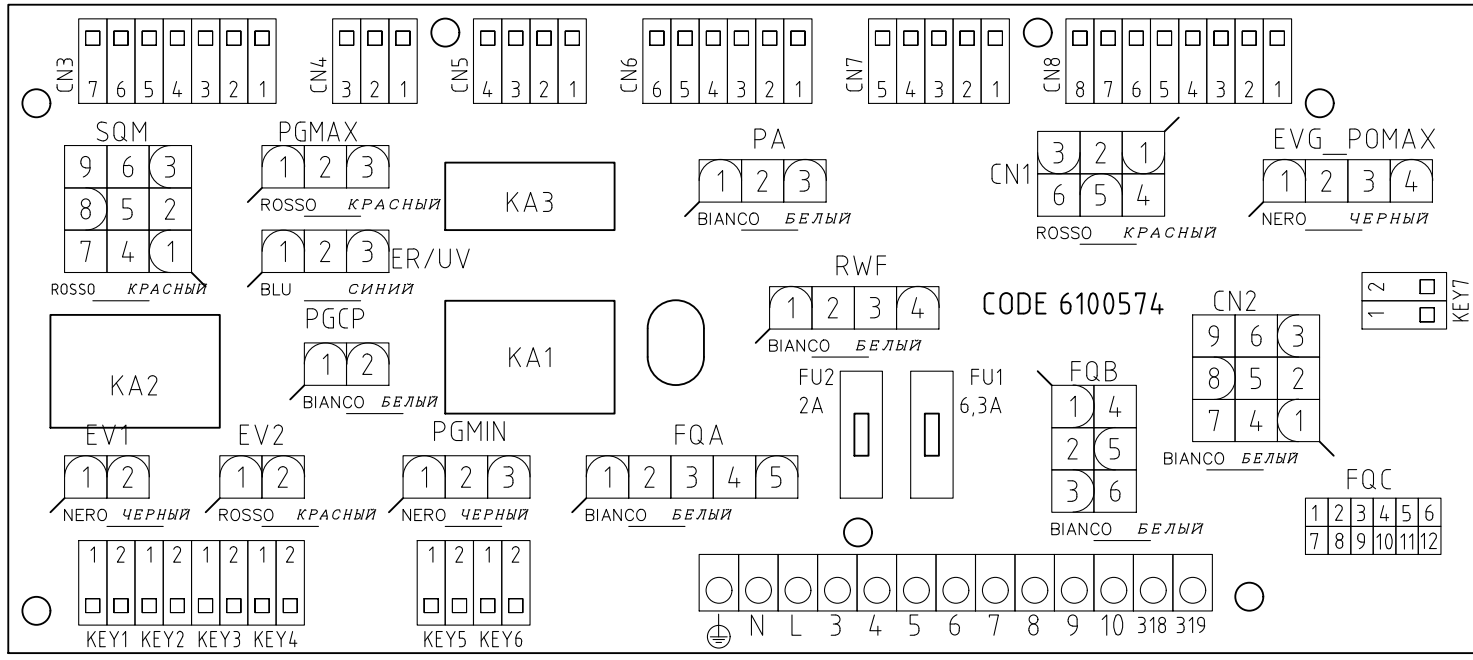 CN3
7 6 5 4 3 2 1
CN4
3 2 1
CN5
4 3 2 1
CN6
6 5 4 3 2 1
CN7
5 4 3 2 1
CN8
8 7 6 5 4 3 2 1
SQM
9 6 3
8 5 2
7 4 1
ROSSO КРАСНЫЙ
PGMAX
1 2 3
ROSSO КРАСНЫЙ
1 2 3 ER/UV
BLU СИНИЙ
PGCP
1 2
BIANCO БЕЛЫЙ
KA3
KA1
KA2
PA
1 2 3
BIANCO БЕЛЫЙ
CN1
3 2 1
6 5 4
ROSSO КРАСНЫЙ
EVG_POMAX
1 2 3 4
NERO ЧЕРНЫЙ
RWF
1 2 3 4
BIANCO БЕЛЫЙ
CODE 6100574
KEY7
1 2
CN2
9 6 3
8 5 2
7 4 1
BIANCO БЕЛЫЙ
FU2
2A
FU1
6,3A
FQB
1 4
2 5
3 6
BIANCO БЕЛЫЙ
EV1
1 2
NERO ЧЕРНЫЙ
EV2
1 2
ROSSO КРАСНЫЙ
PGMIN
1 2 3
NERO ЧЕРНЫЙ
FQA
1 2 3 4 5
BIANCO БЕЛЫЙ
FQC
1 2 3 4 5 6
7 8 9 10 11 12
1 2 1 2 1 2 1 2
KEY1 KEY2 KEY3 KEY4
1 2 1 2
KEY5 KEY6
N L 3 4 5 6 7 8 9 10 318 319